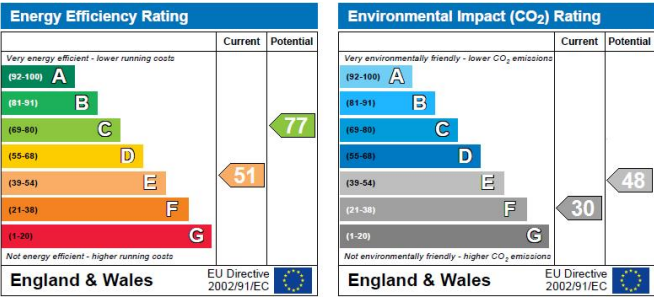 Energy Efficiency Rating
Current Potential
Very energy efficient - lower running costs
(92-100) A
(81-91) B
(69-80) C
77
(55-68) D
(39-54) E
51
(21-38) F
(1-20) G
Not energy efficient - higher running costs
England & Wales
EU Directive
2002/91/EC
Environmental Impact (CO2) Rating
Current Potential
Very environmentally friendly - lower CO2 emissions
(92-100) A
(81-91) B
(69-80) C
(55-68) D
(39-54) E
48
(21-38) F
30
(1-20) G
Not environmentally friendly - higher CO2 emissions
England & Wales
EU Directive
2002/91/EC